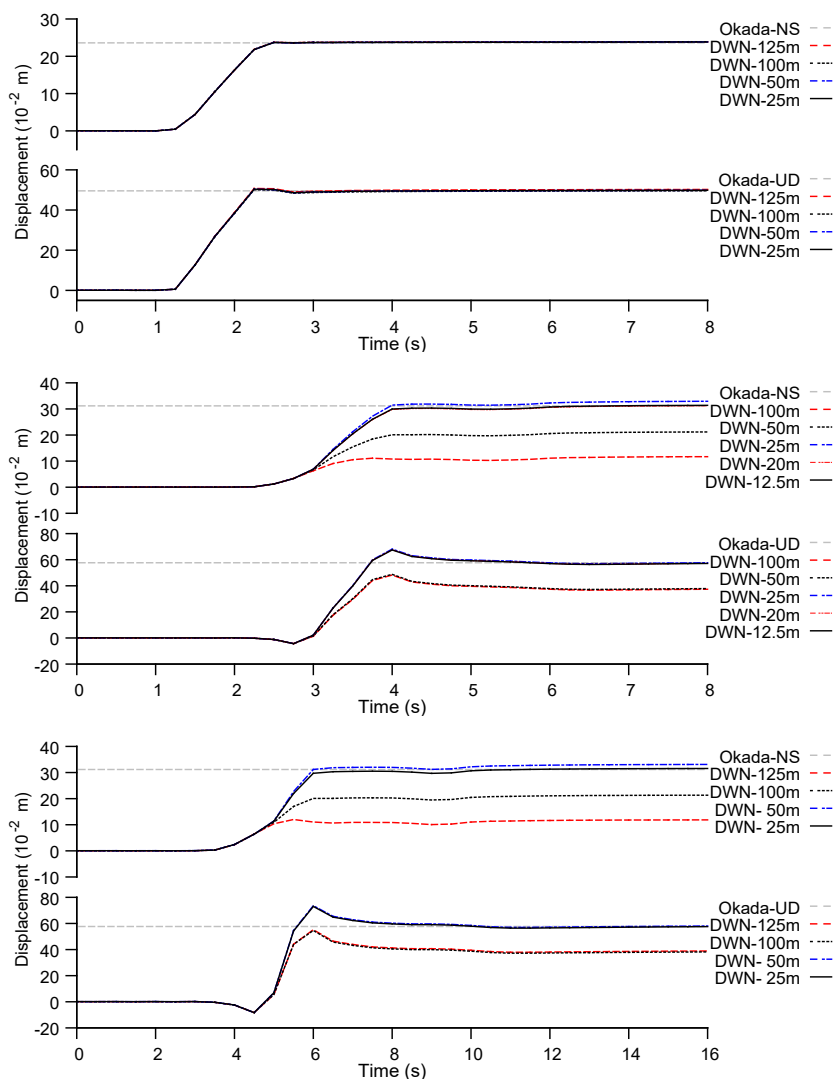 30
20
10
0
Okada-NS
DWN-125m
DWN-100m
DWN-50m
DWN-25m
Displacement (10⁻² m)
60
40
20
0
Okada-UD
DWN-125m
DWN-100m
DWN-50m
DWN-25m
0 1 2 3 4 5 6 7 8
Time (s)
40
30
20
10
0
-10
Okada-NS
DWN-100m
DWN-50m
DWN-25m
DWN-20m
DWN-12.5m
Displacement (10⁻² m)
80
60
40
20
0
-20
Okada-UD
DWN-100m
DWN-50m
DWN-25m
DWN-20m
DWN-12.5m
0 1 2 3 4 5 6 7 8
Time (s)
40
30
20
10
0
-10
Okada-NS
DWN-125m
DWN-100m
DWN- 50m
DWN- 25m
Displacement (10⁻² m)
80
60
40
20
0
-20
Okada-UD
DWN-125m
DWN-100m
DWN- 50m
DWN- 25m
0 2 4 6 8 10 12 14 16
Time (s)